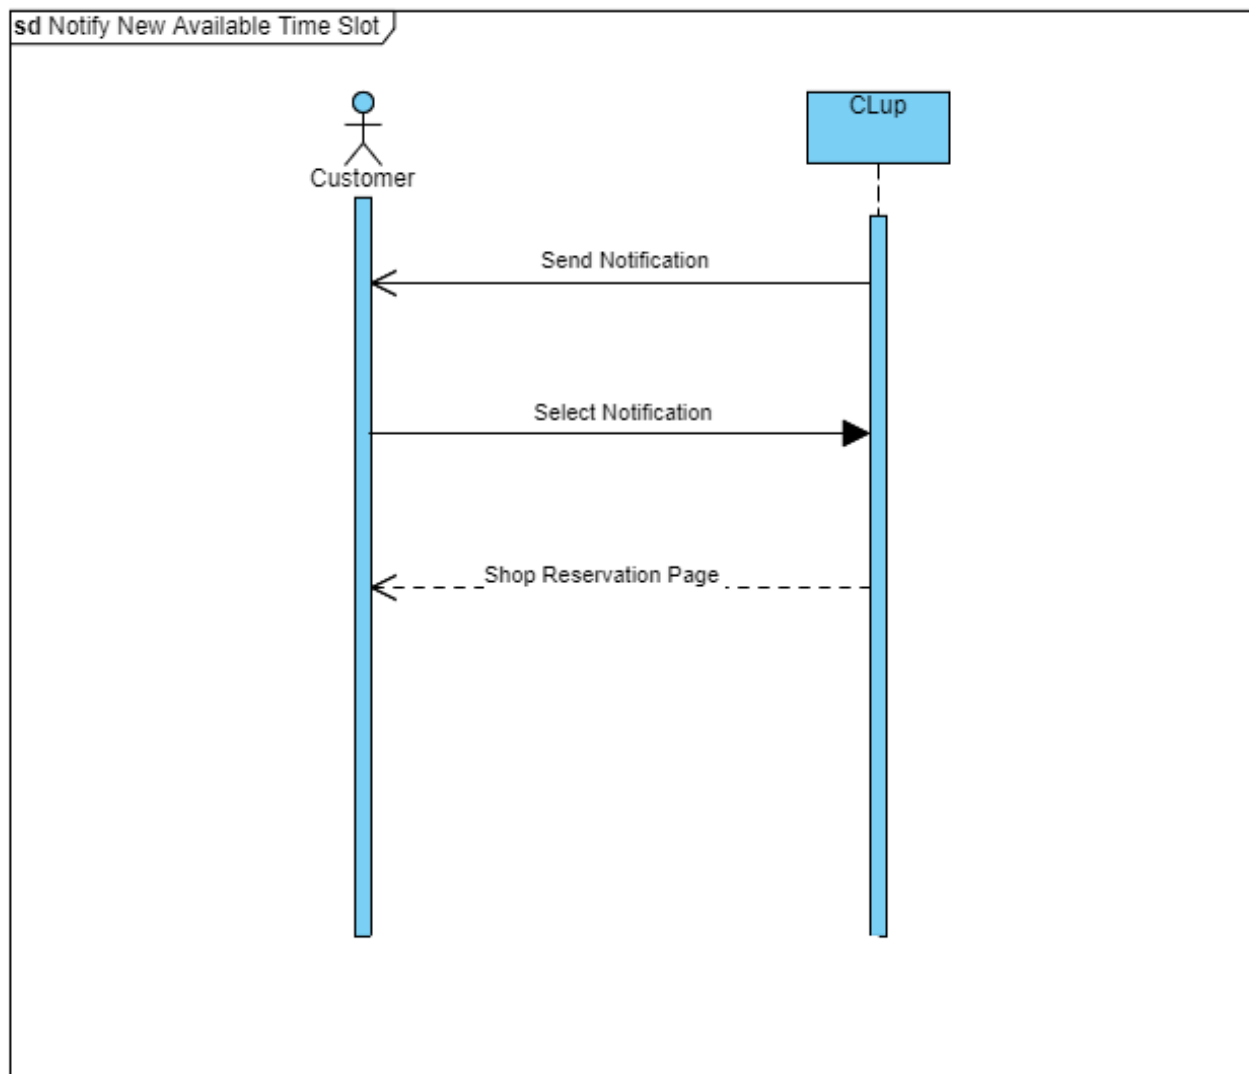 sd Notify New Available Time Slot
CLup
Customer
Send Notification
Select Notification
Shop Reservation Page